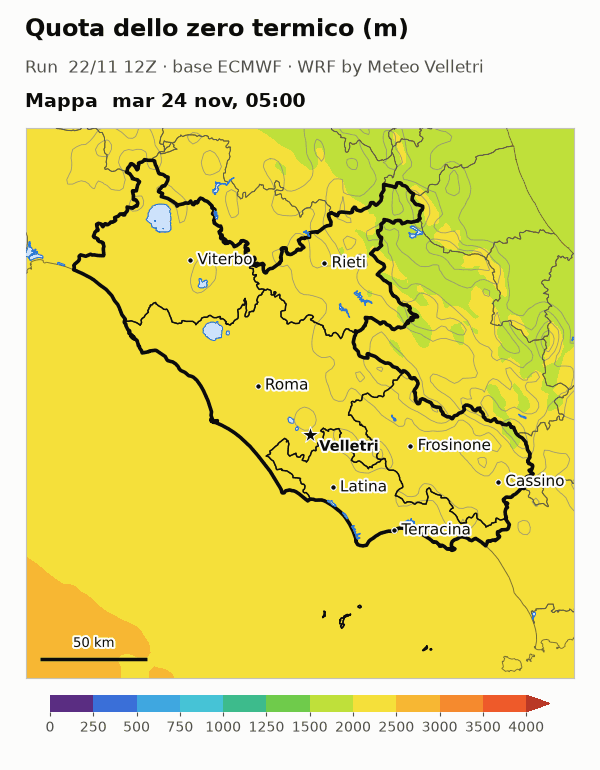 Quota dello zero termico (m)
Run  22/11 12Z · base ECMWF · WRF by Meteo Velletri
Mappa  mar 24 nov, 05:00
Viterbo
Rieti
Roma
Velletri
Frosinone
Cassino
Latina
Terracina
50 km
0 250 500 750 1000 1250 1500 2000 2500 3000 3500 4000